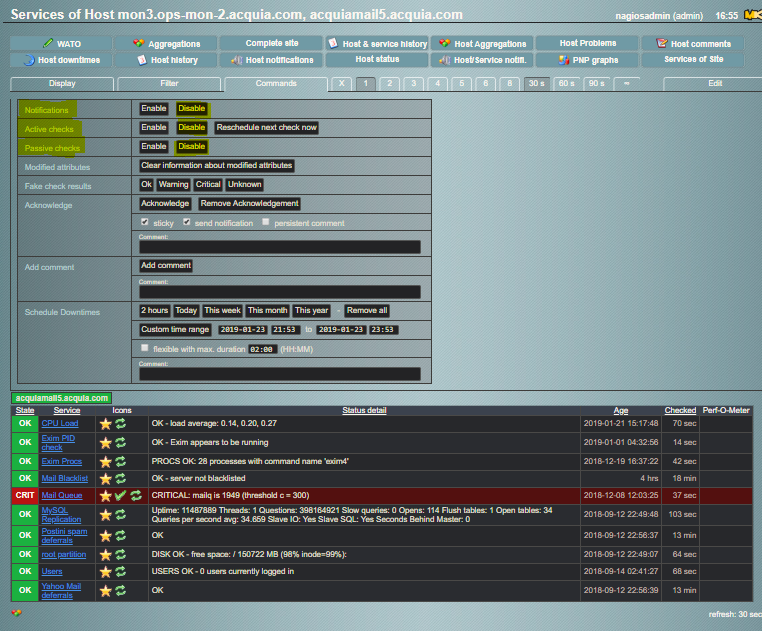 Services of Host mon3.ops-mon-2.acquia.com, acquiamail5.acquia.com
nagiosadmin (admin) 16:55
WATO Aggregations Complete site Host & service history Host Aggregations Host Problems Host comments
Host downtimes Host history Host notifications Host status Host/Service notif. PNP graphs Services of Site
Display Filter Commands X 1 2 3 4 5 6 8 30 s 60 s 90 s ∞ Edit
Notifications Enable Disable
Active checks Enable Disable Reschedule next check now
Passive checks Enable Disable
Modified attributes Clear information about modified attributes
Fake check results Ok Warning Critical Unknown
Acknowledge Acknowledge Remove Acknowledgement
sticky send notification persistent comment
Comment:
Add comment Add comment
Comment:
Schedule Downtimes 2 hours Today This week This month This year - Remove all
Custom time range 2019-01-23 21:53 to 2019-01-23 23:53
flexible with max. duration 02:00 (HH:MM)
Comment:
acquiamail5.acquia.com
State Service Icons Status detail Age Checked Perf-O-Meter
OK CPU Load OK - load average: 0.14, 0.20, 0.27 2019-01-21 15:17:48 70 sec
OK Exim PID check OK - Exim appears to be running 2019-01-01 04:32:56 14 sec
OK Exim Procs PROCS OK: 28 processes with command name 'exim4' 2018-12-19 16:37:22 42 sec
OK Mail Blacklist OK - server not blacklisted 4 hrs 18 min
CRIT Mail Queue CRITICAL: mailq is 1949 (threshold c = 300) 2018-12-08 12:03:25 37 sec
OK MySQL Replication Uptime: 11487889 Threads: 1 Questions: 398164921 Slow queries: 0 Opens: 114 Flush tables: 1 Open tables: 34 Queries per second avg: 34.659 Slave IO: Yes Slave SQL: Yes Seconds Behind Master: 0 2018-09-12 22:49:48 103 sec
OK Postini spam deferrals OK 2018-09-12 22:56:37 13 min
OK root partition DISK OK - free space: / 150722 MB (98% inode=99%): 2018-09-12 22:49:07 64 sec
OK Users USERS OK - 0 users currently logged in 2018-09-14 02:41:27 68 sec
OK Yahoo Mail deferrals OK 2018-09-12 22:56:39 13 min
refresh: 30 sec